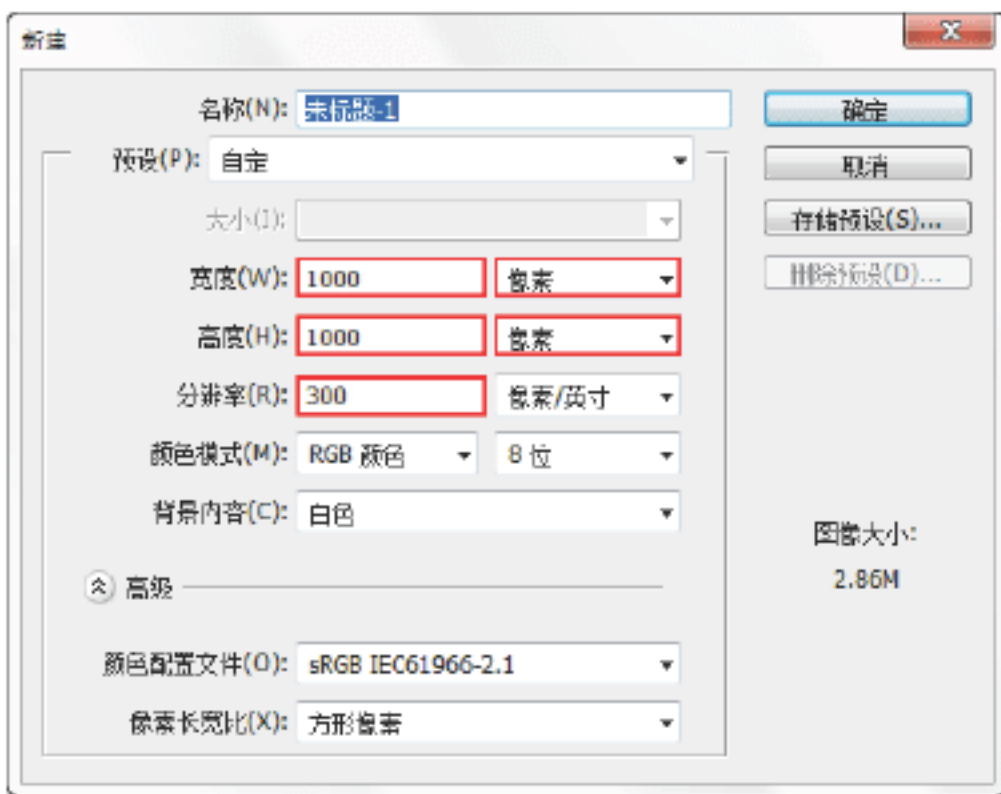 新建
名称(N): 未标题-1
确定
预设(P): 自定
取消
大小(I):
存储预设(S)...
宽度(W): 1000 像素
删除预设(D)...
高度(H): 1000 像素
分辨率(R): 300 像素/英寸
颜色模式(M): RGB 颜色 8 位
背景内容(C): 白色
图像大小:
2.86M
高级
颜色配置文件(O): sRGB IEC61966-2.1
像素长宽比(X): 方形像素